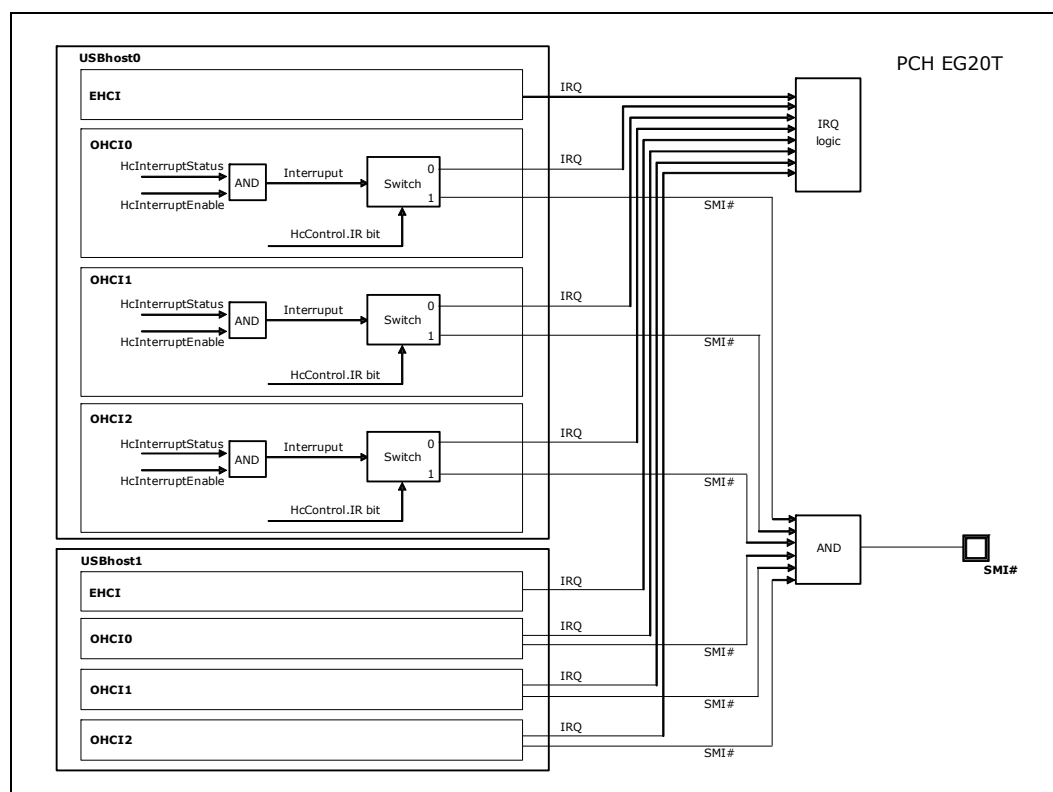 PCH EG20T
USBhost0
EHCI
IRQ
IRQ
logic
OHCI0
HcInterruptStatus
HcInterruptEnable
AND
Interruput
Switch
0
1
HcControl.IR bit
IRQ
SMI#
OHCI1
HcInterruptStatus
HcInterruptEnable
AND
Interruput
Switch
0
1
HcControl.IR bit
IRQ
SMI#
OHCI2
HcInterruptStatus
HcInterruptEnable
AND
Interruput
Switch
0
1
HcControl.IR bit
IRQ
SMI#
AND
SMI#
USBhost1
EHCI
IRQ
OHCI0
IRQ
SMI#
OHCI1
IRQ
SMI#
OHCI2
IRQ
SMI#